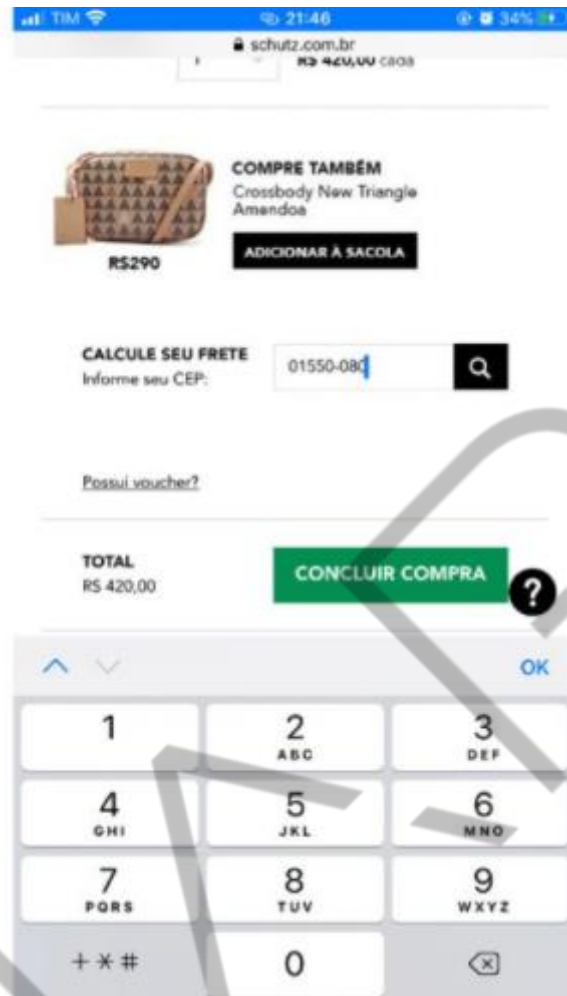 TIM 21:46 34%
schutz.com.br
R$ 420,00 cada
COMPRE TAMBÉM
Crossbody New Triangle
Amendoa
R$290
ADICIONAR À SACOLA
CALCULE SEU FRETE
Informe seu CEP:
01550-080
Possui voucher?
TOTAL
R$ 420,00
CONCLUIR COMPRA
?
OK
1 2 3
ABC DEF
4 5 6
GHI JKL MNO
7 8 9
PQRS TUV WXYZ
+ * # 0